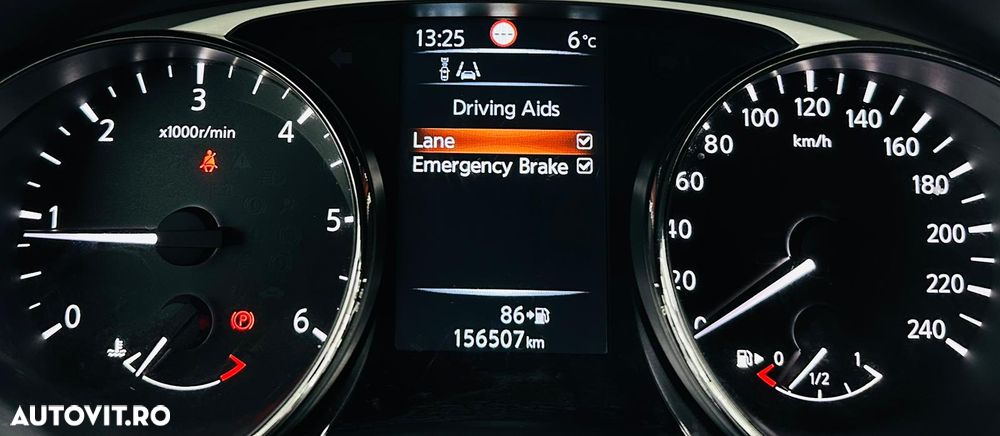 13:25 6°C
Driving Aids
Lane
Emergency Brake
86
156507 km
0 1 2 3 4 5 6
x1000r/min
P
0 20 40 60 80 100 120 140 160 180 200 220 240
km/h
0 1/2 1
AUTOVIT.RO